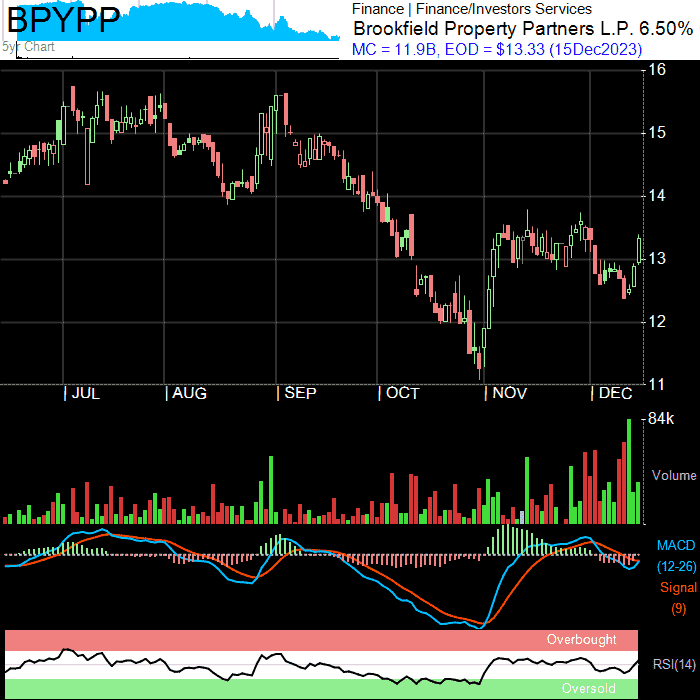 BPYPP
5yr Chart
Finance | Finance/Investors Services
Brookfield Property Partners L.P. 6.50%
MC = 11.9B, EOD = $13.33 (15Dec2023)
16
15
14
13
12
11
| JUL | AUG | SEP | OCT | NOV | DEC
84k
Volume
MACD
(12-26)
Signal
(9)
Overbought
RSI(14)
Oversold